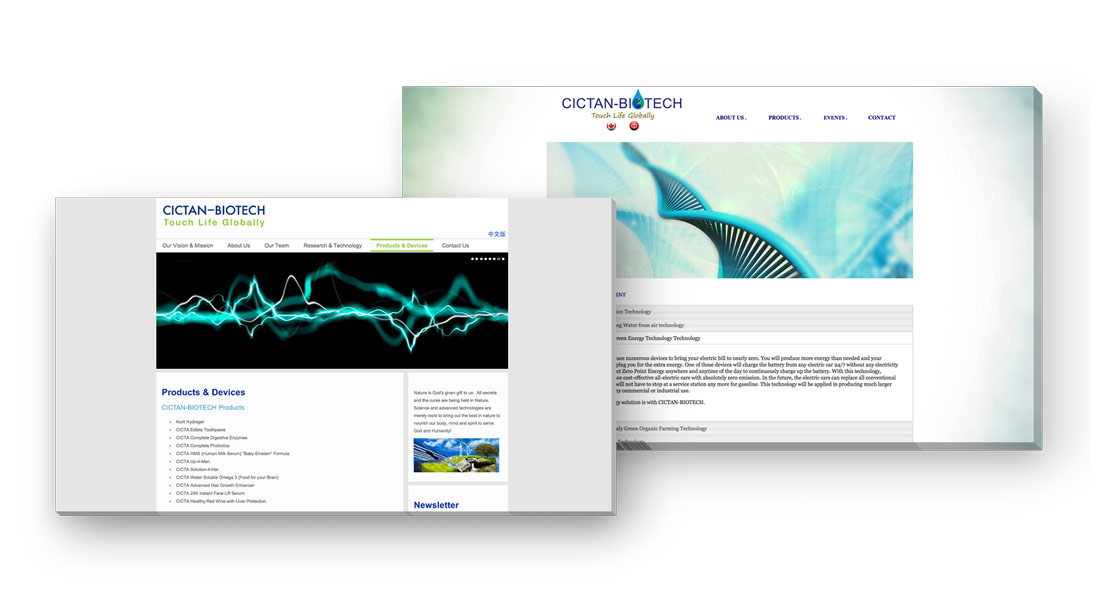 CICTAN-BIOTECH
Touch Life Globally
ABOUT US .
PRODUCTS .
EVENTS .
CONTACT
Technology
Water from air technology
Energy Technology Technology
numerous devices to bring your electric bill to nearly zero. You will produce more energy than needed and your
you for the extra energy. One of these devices will charge the battery from any electric car 24/7 without any electricity
Zero Point Energy anywhere and anytime of the day to continuously charge up the battery. With this technology,
cost-effective all-electric cars with absolutely zero emission. In the future, the electric cars can replace all conventional
will not have to stop at a service station any more for gasoline. This technology will be applied in producing much larger
commercial or industrial use.
solution is with CICTAN-BIOTECH.
Green Organic Farming Technology
CICTAN-BIOTECH
Touch Life Globally
中文版
Our Vision & Mission
About Us
Our Team
Research & Technology
Products & Devices
Contact Us
Products & Devices
CICTAN-BIOTECH Products
Kurit Hydrogel
CICTA Edible Toothpaste
CICTA Complete Digestive Enzymes
CICTA Complete Probiotics
CICTA HMS (Human Milk Serum) "Baby Einstein" Formula
CICTA Up-4-Men
CICTA Solution-4-Her
CICTA Water Soluble Omega 3 (Food for your Brain)
CICTA Advanced Hair Growth Enhancer
CICTA 24K Instant Face Lift Serum
CICTA Healthy Red Wine with Liver Protection
Nature is God's given gift to us. All secrets
and the cures are being held in Nature.
Science and advanced technologies are
merely tools to bring out the best in nature to
nourish our body, mind and spirit to serve
God and Humanity!
Newsletter